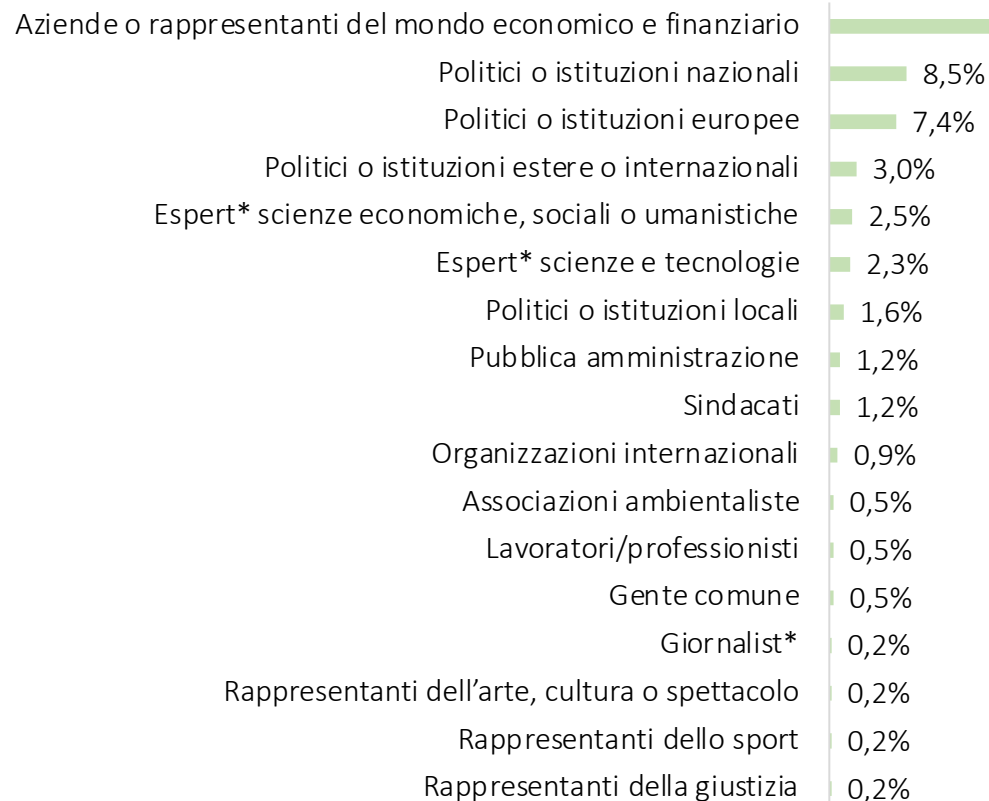 Aziende o rappresentanti del mondo economico e finanziario
Politici o istituzioni nazionali 8,5%
Politici o istituzioni europee 7,4%
Politici o istituzioni estere o internazionali 3,0%
Espert* scienze economiche, sociali o umanistiche 2,5%
Espert* scienze e tecnologie 2,3%
Politici o istituzioni locali 1,6%
Pubblica amministrazione 1,2%
Sindacati 1,2%
Organizzazioni internazionali 0,9%
Associazioni ambientaliste 0,5%
Lavoratori/professionisti 0,5%
Gente comune 0,5%
Giornalist* 0,2%
Rappresentanti dell’arte, cultura o spettacolo 0,2%
Rappresentanti dello sport 0,2%
Rappresentanti della giustizia 0,2%